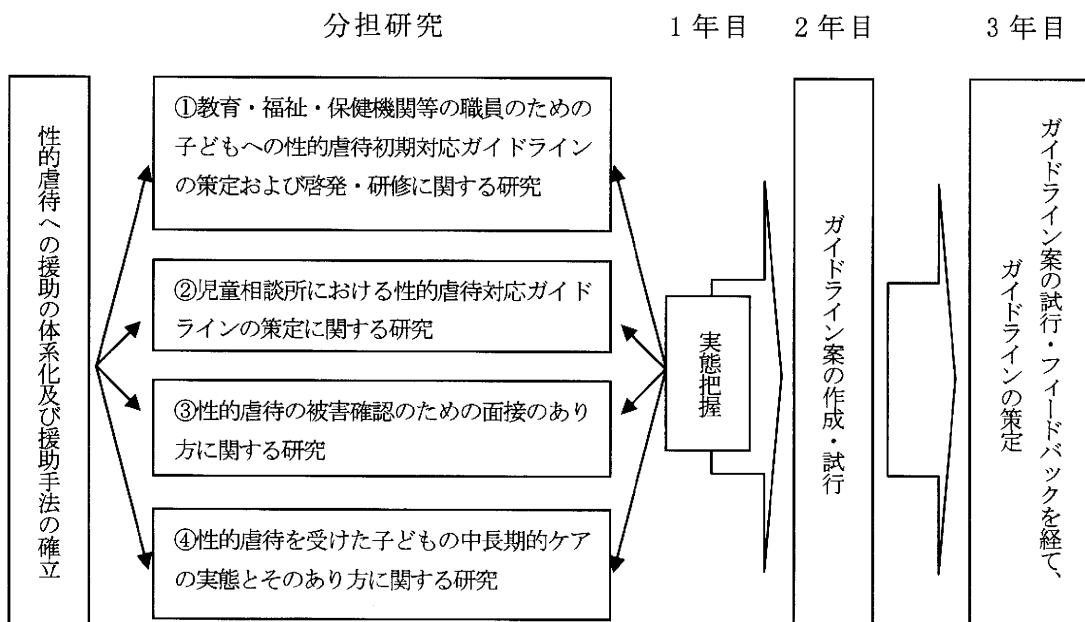 分担研究
1年目
2年目
3年目
性的虐待への援助の体系化及び援助手法の確立
①教育・福祉・保健機関等の職員のための
子どもへの性的虐待初期対応ガイドライン
の策定および啓発・研修に関する研究
②児童相談所における性的虐待対応ガイド
ラインの策定に関する研究
③性的虐待の被害確認のための面接のあり
方に関する研究
④性的虐待を受けた子どもの中長期的ケア
の実態とそのあり方に関する研究
実態把握
ガイドライン案の作成・試行
ガイドライン案の試行・フィードバックを経て、
ガイドラインの策定